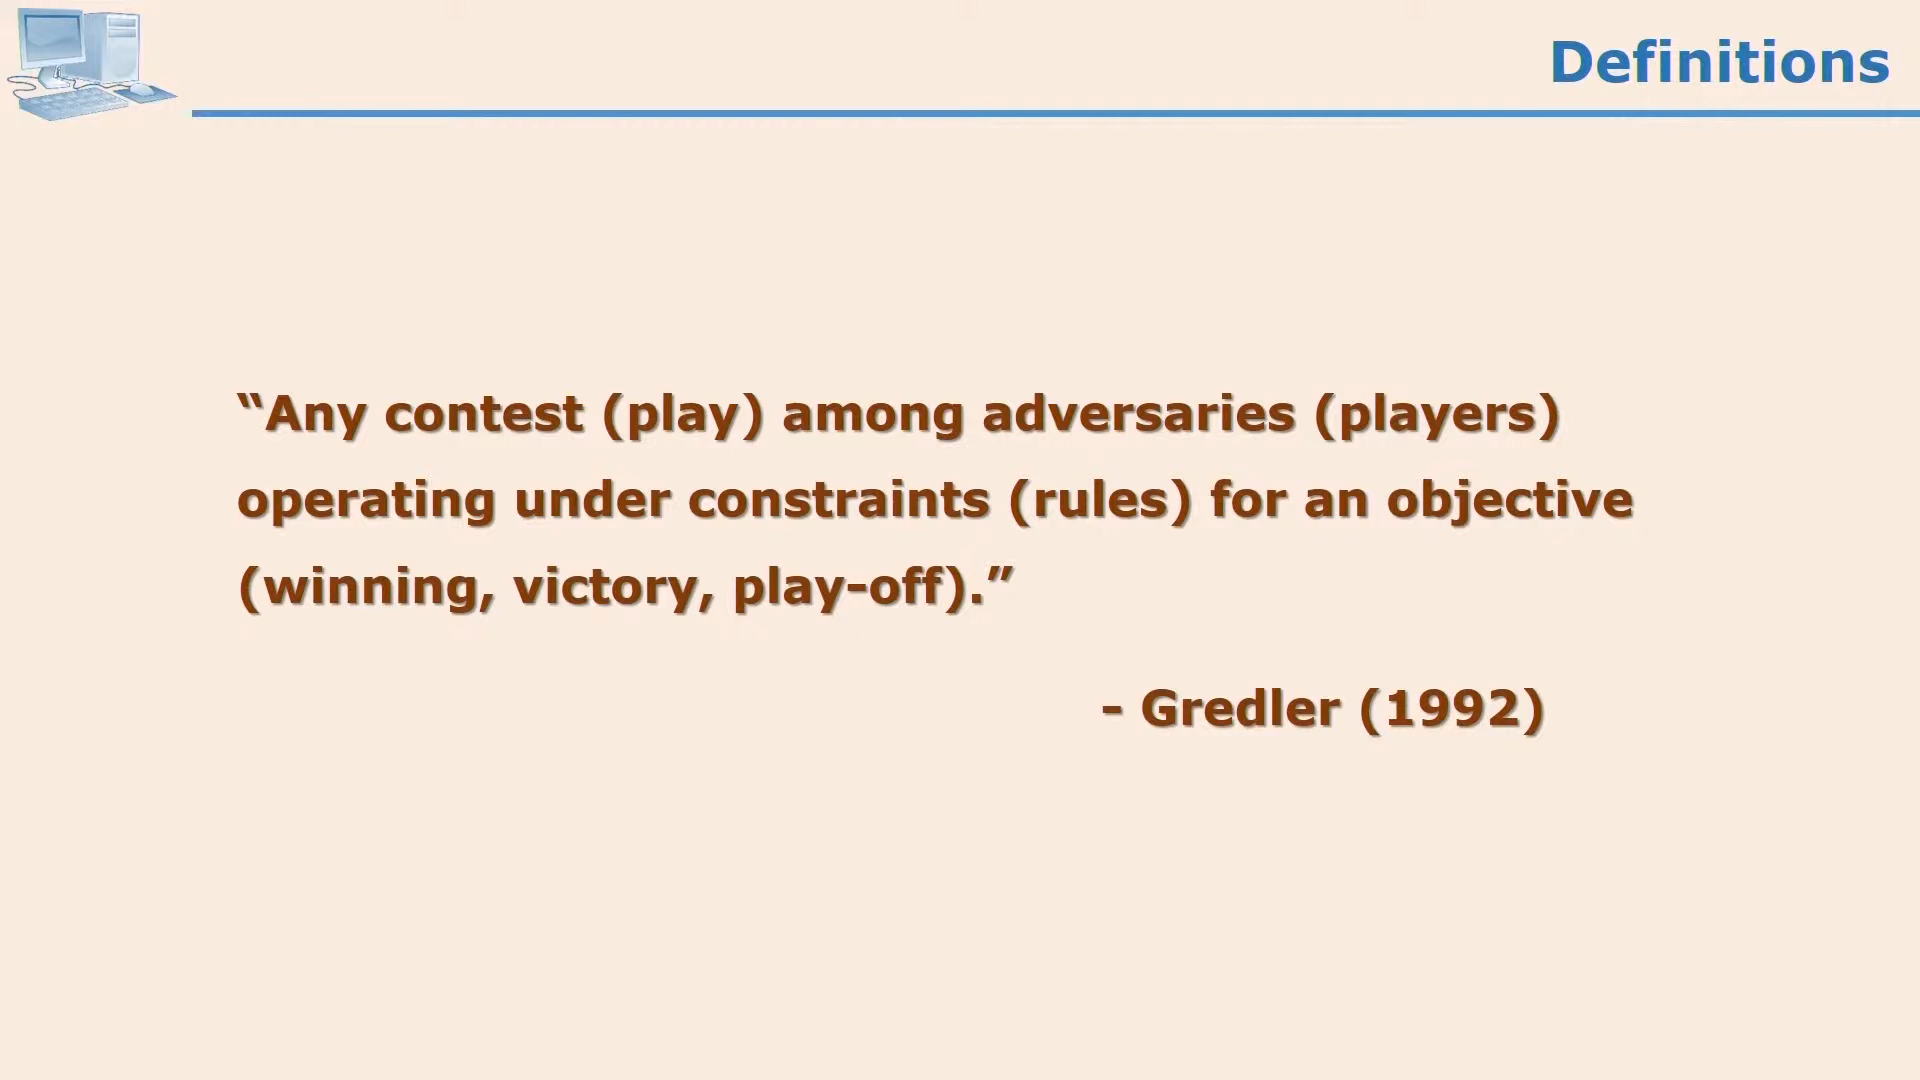 Definitions
“Any contest (play) among adversaries (players)
operating under constraints (rules) for an objective
(winning, victory, play-off).”
- Gredler (1992)